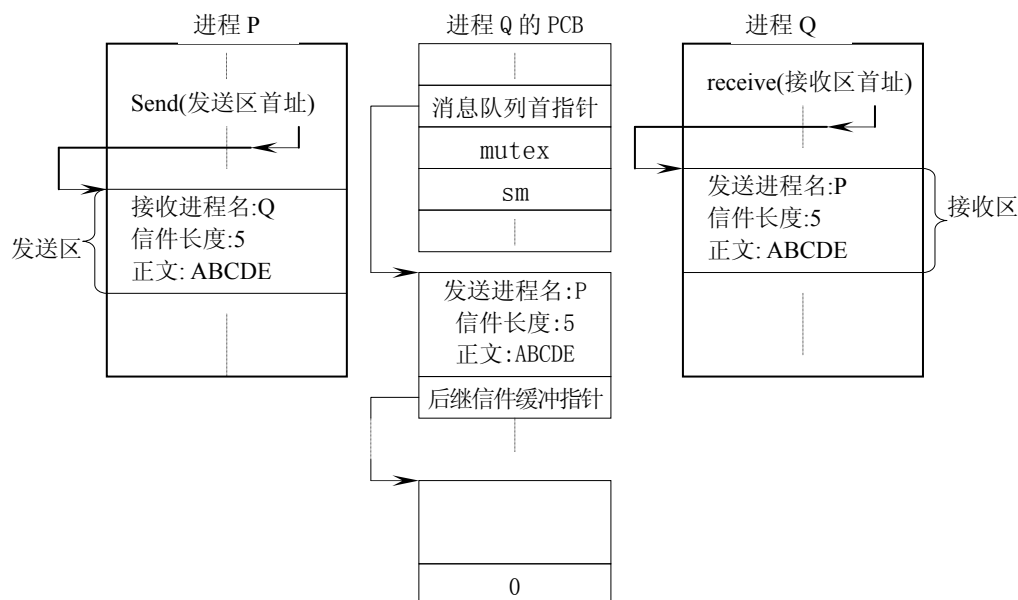 进程 P
Send(发送区首址)
发送区
接收进程名:Q
信件长度:5
正文: ABCDE
进程 Q 的 PCB
消息队列首指针
mutex
sm
发送进程名:P
信件长度:5
正文:ABCDE
后继信件缓冲指针
0
进程 Q
receive(接收区首址)
发送进程名:P
信件长度:5
正文: ABCDE
接收区